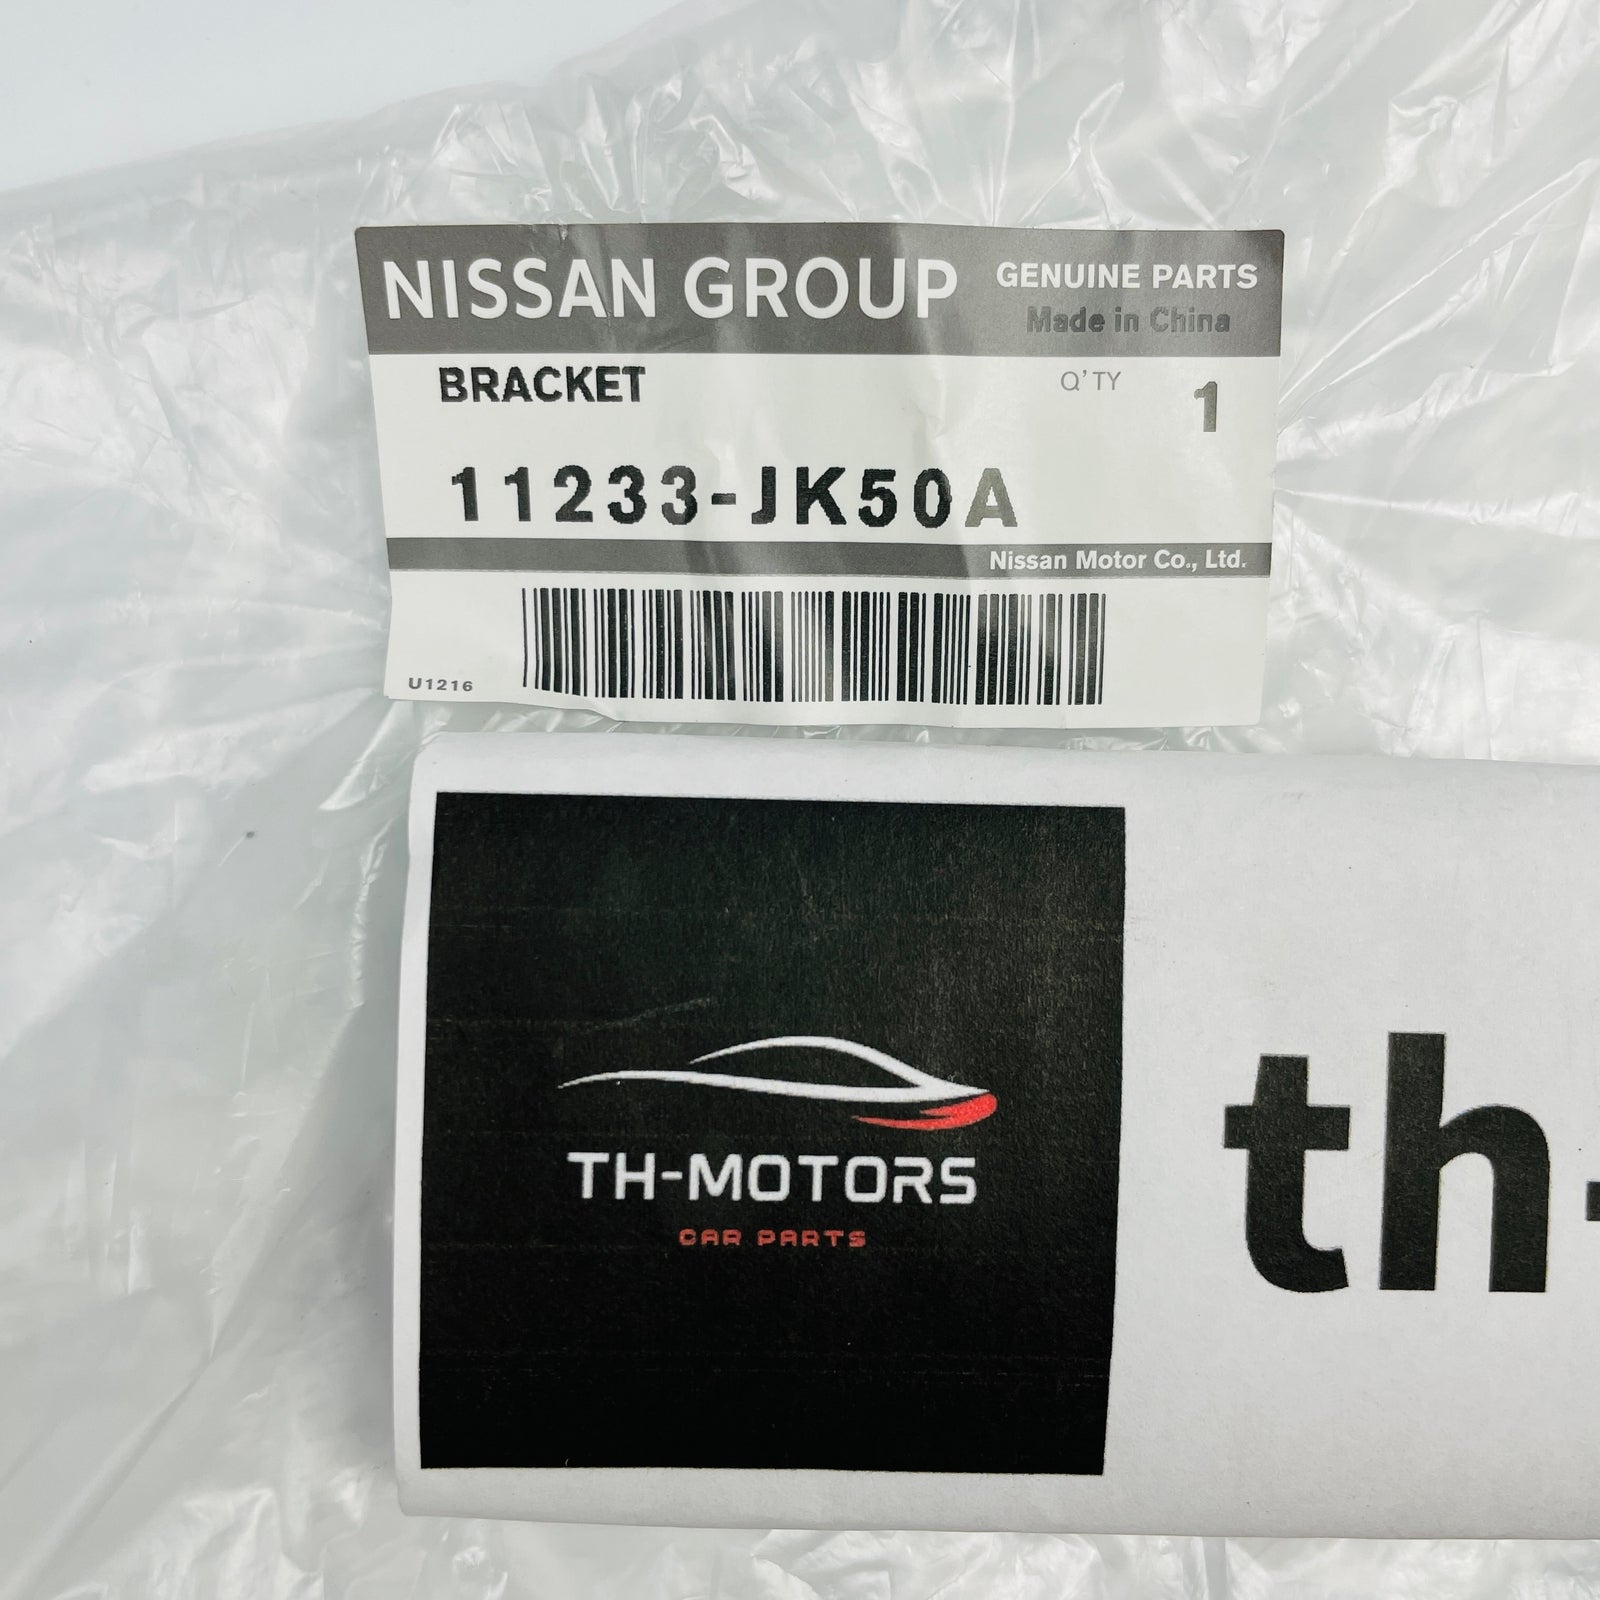 NISSAN GROUP
GENUINE PARTS
Made in China
BRACKET
Q'TY 1
11233-JK50A
Nissan Motor Co., Ltd.
U1216
TH-MOTORS
CAR PARTS
th-